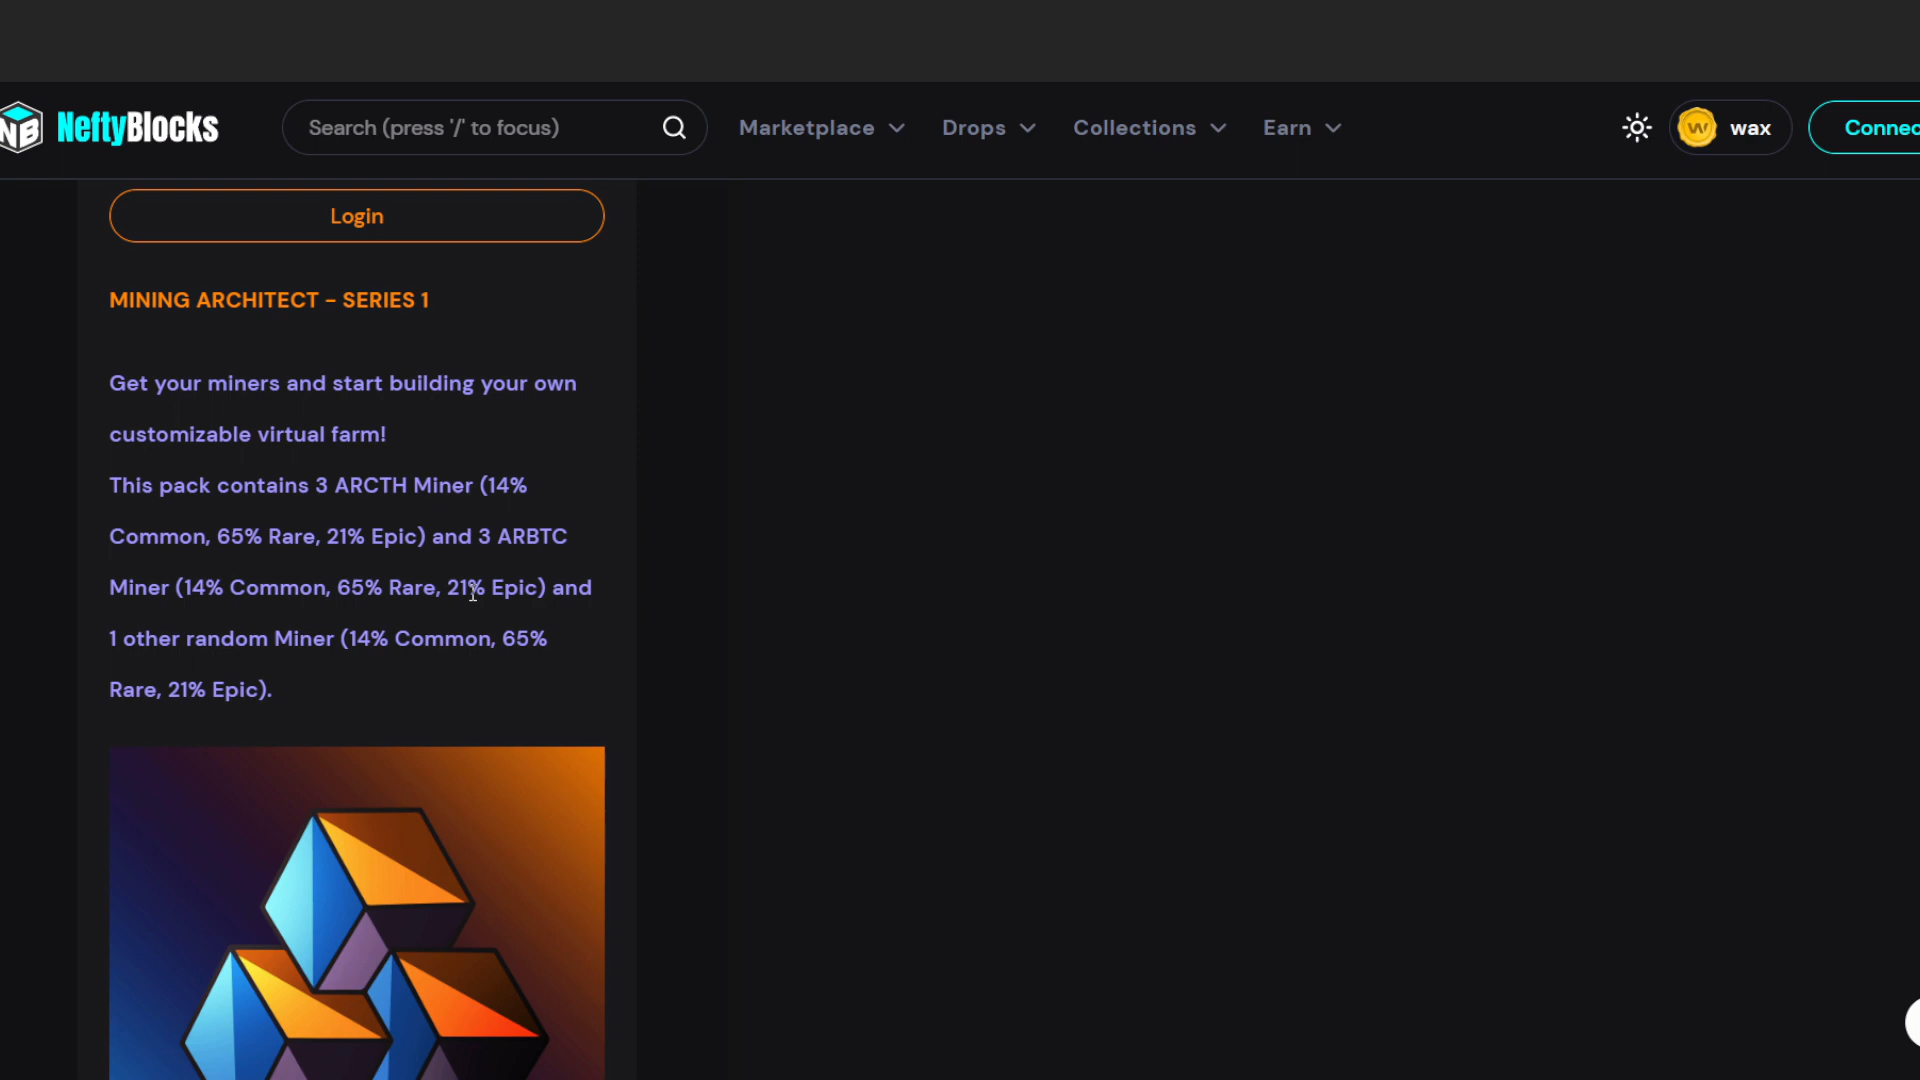 NB NeftyBlocks Search (press '/' to focus) Marketplace Drops Collections Earn W wax
Login
MINING ARCHITECT - SERIES 1
Get your miners and start building your own
customizable virtual farm!
This pack contains 3 ARCTH Miner (14%
Common, 65% Rare, 21% Epic) and 3 ARBTC
Miner (14% Common, 65% Rare, 21% Epic) and
1 other random Miner (14% Common, 65%
Rare, 21% Epic).